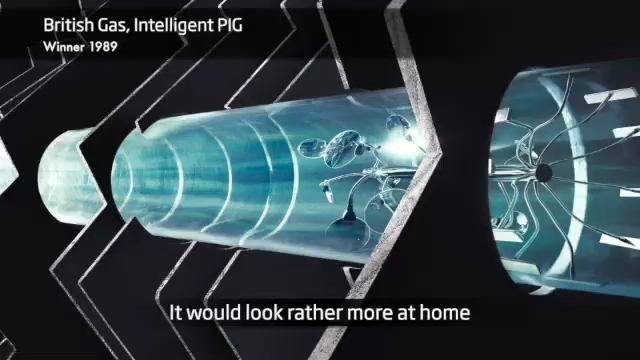 British Gas, Intelligent PIG
Winner 1989
It would look rather more at home